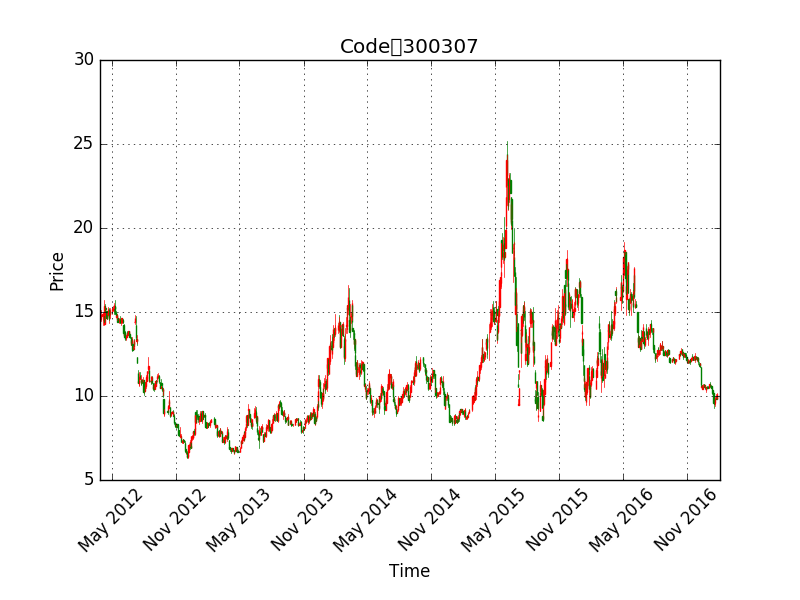 Code▯300307
30
25
20
15
10
5
Price
May 2012
Nov 2012
May 2013
Nov 2013
May 2014
Nov 2014
May 2015
Nov 2015
May 2016
Nov 2016
Time